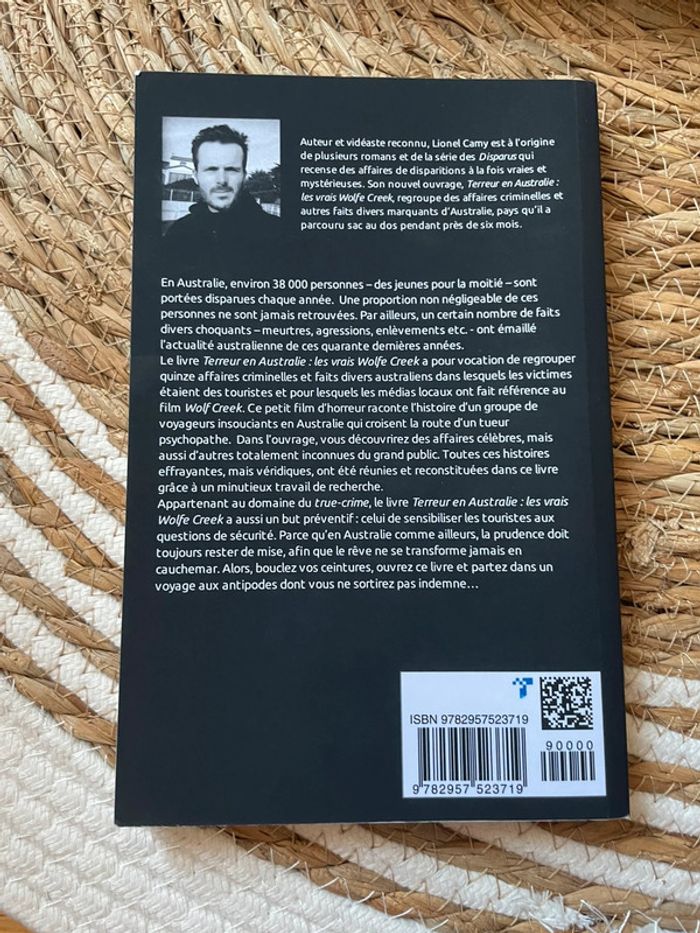 Auteur et vidéaste reconnu, Lionel Camy est à l'origine
de plusieurs romans et de la série des Disparus qui
recense des affaires de disparitions à la fois vraies et
mystérieuses. Son nouvel ouvrage, Terreur en Australie :
les vrais Wolfe Creek, regroupe des affaires criminelles et
autres faits divers marquants d'Australie, pays qu'il a
parcouru sac au dos pendant près de six mois.
En Australie, environ 38 000 personnes – des jeunes pour la moitié – sont
portées disparues chaque année. Une proportion non négligeable de ces
personnes ne sont jamais retrouvées. Par ailleurs, un certain nombre de faits
divers choquants – meurtres, agressions, enlèvements etc. - ont émaillé
l'actualité australienne de ces quarante dernières années.
Le livre Terreur en Australie : les vrais Wolfe Creek a pour vocation de regrouper
quinze affaires criminelles et faits divers australiens dans lesquels les victimes
étaient des touristes et pour lesquels les médias locaux ont fait référence au
film Wolf Creek. Ce petit film d'horreur raconte l'histoire d'un groupe de
voyageurs insouciants en Australie qui croisent la route d'un tueur
psychopathe. Dans l'ouvrage, vous découvrirez des affaires célèbres, mais
aussi d'autres totalement inconnues du grand public. Toutes ces histoires
effrayantes, mais véridiques, ont été réunies et reconstituées dans ce livre
grâce à un minutieux travail de recherche.
Appartenant au domaine du true-crime, le livre Terreur en Australie : les vrais
Wolfe Creek a aussi un but préventif : celui de sensibiliser les touristes aux
questions de sécurité. Parce qu'en Australie comme ailleurs, la prudence doit
toujours rester de mise, afin que le rêve ne se transforme jamais en
cauchemar. Alors, bouclez vos ceintures, ouvrez ce livre et partez dans un
voyage aux antipodes dont vous ne sortirez pas indemne…
ISBN 9782957523719
90000
9 782957 523719